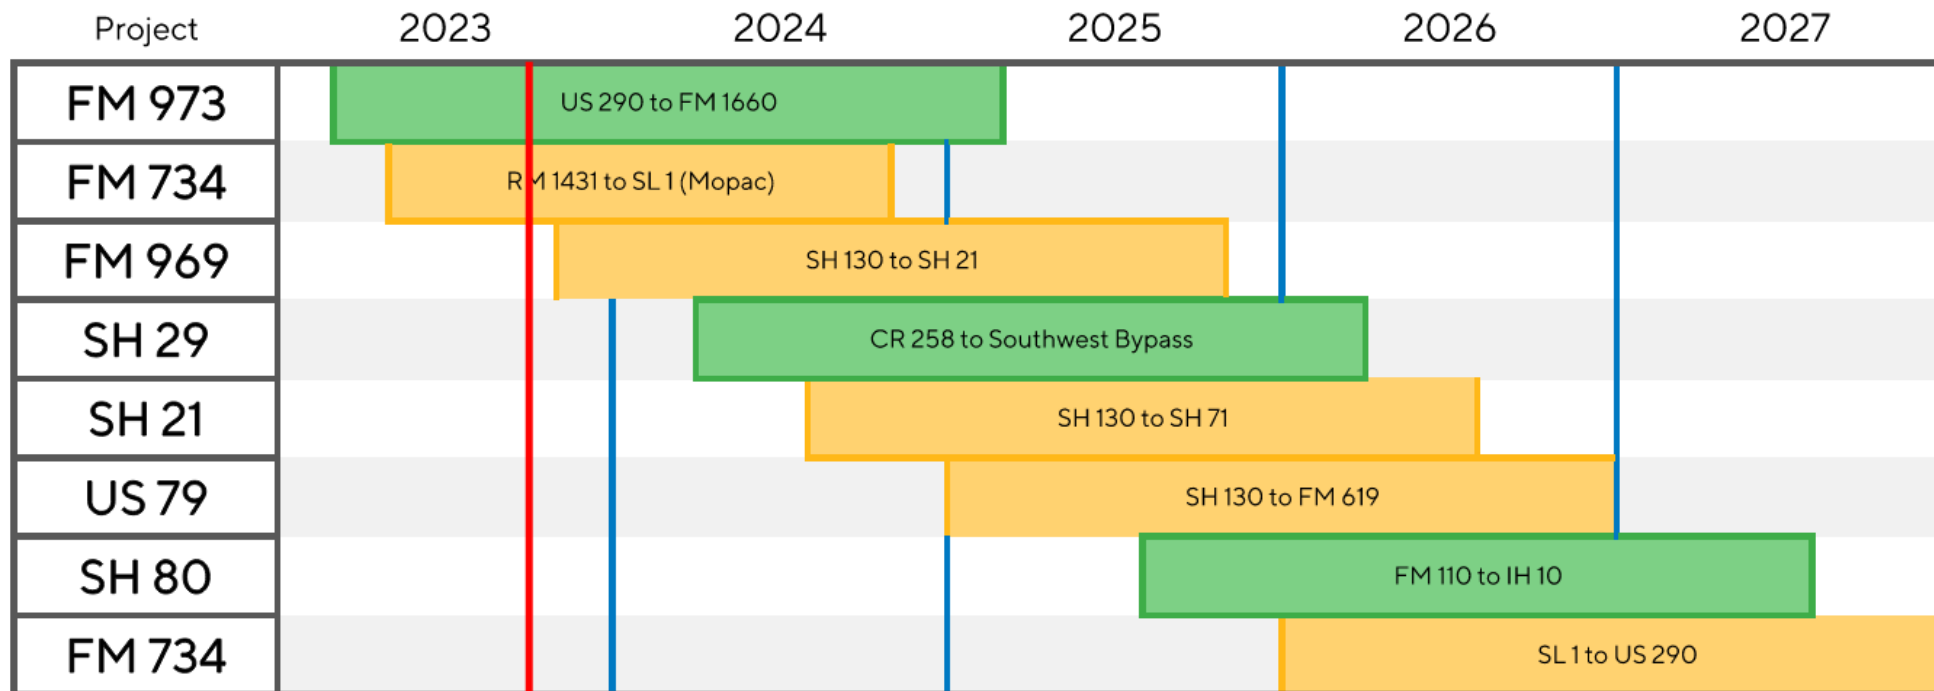 Project 2023 2024 2025 2026 2027
FM 973 US 290 to FM 1660
FM 734 RM 1431 to SL 1 (Mopac)
FM 969 SH 130 to SH 21
SH 29 CR 258 to Southwest Bypass
SH 21 SH 130 to SH 71
US 79 SH 130 to FM 619
SH 80 FM 110 to IH 10
FM 734 SL 1 to US 290